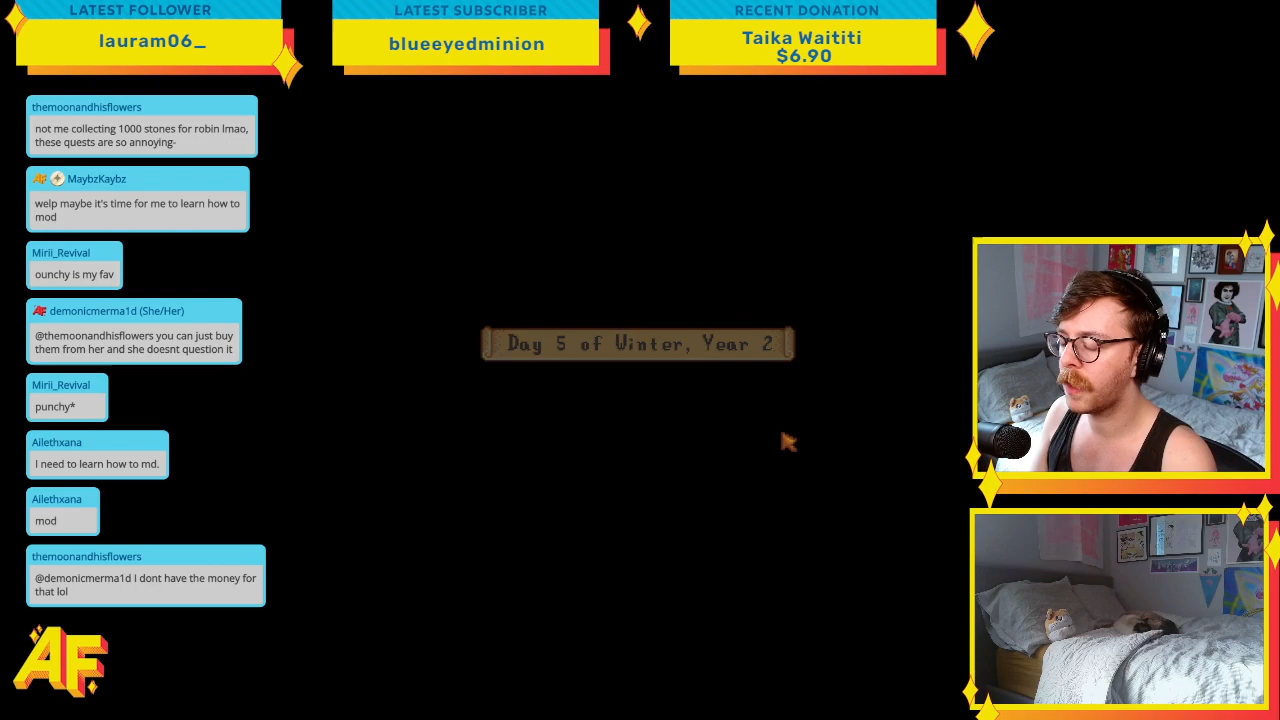 LATEST FOLLOWER
lauram06_
LATEST SUBSCRIBER
blueeyedminion
RECENT DONATION
Taika Waititi
$6.90
themoonandhisflowers
not me collecting 1000 stones for robin lmao,
these quests are so annoying-
MaybzKaybz
welp maybe it's time for me to learn how to
mod
Mirii_Revival
ounchy is my fav
demonicmerma1d (She/Her)
@themoonandhisflowers you can just buy
them from her and she doesnt question it
Mirii_Revival
punchy*
Ailethxana
I need to learn how to md.
Ailethxana
mod
themoonandhisflowers
@demonicmerma1d I dont have the money for
that lol
AF
Day 5 of Winter, Year 2